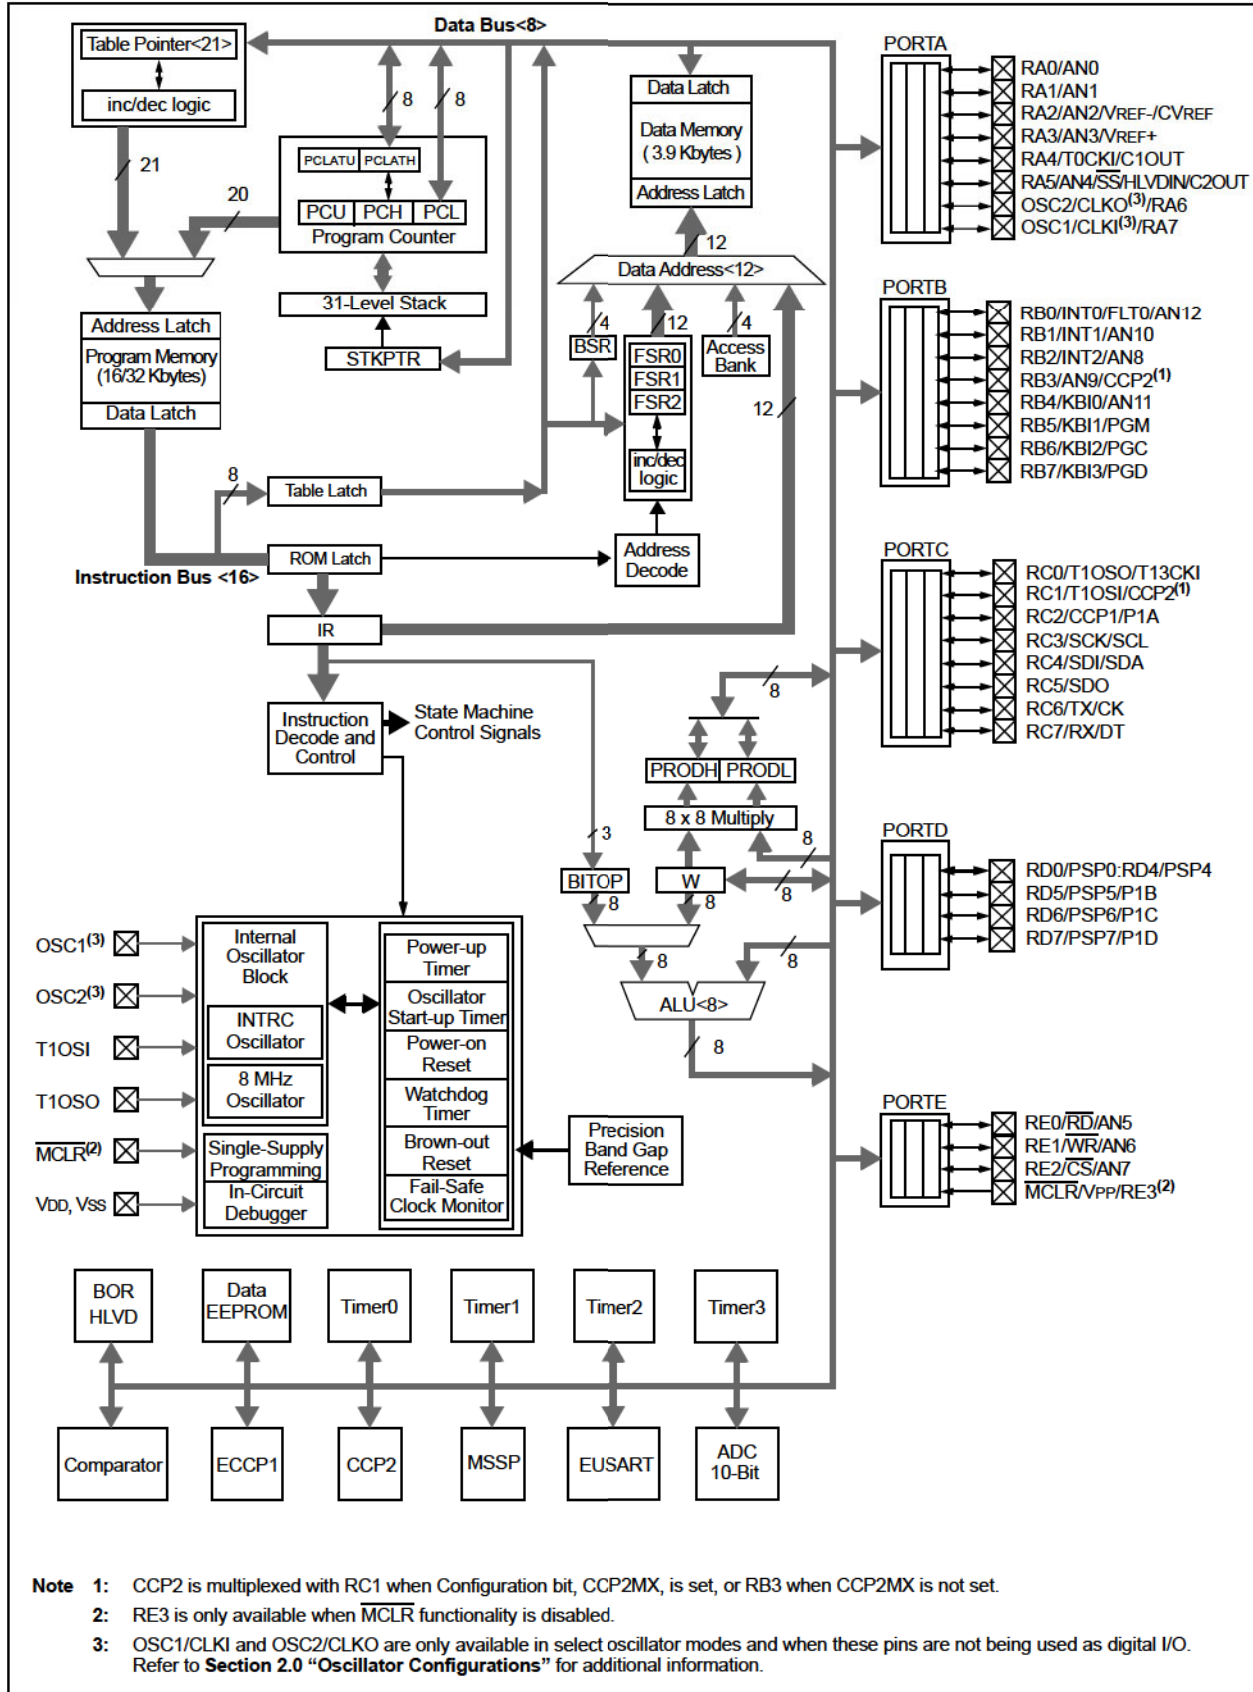 Data Bus<8>
Table Pointer<21>
inc/dec logic
21
20
8
8
PCLATU
PCLATH
PCU
PCH
PCL
Program Counter
31-Level Stack
STKPTR
Address Latch
Program Memory
(16/32 Kbytes)
Data Latch
8
Table Latch
ROM Latch
Instruction Bus <16>
IR
Instruction
Decode and
Control
State Machine
Control Signals
Data Latch
Data Memory
( 3.9 Kbytes )
Address Latch
12
Data Address<12>
4
12
4
BSR
FSR0
FSR1
FSR2
Access
Bank
12
inc/dec
logic
Address
Decode
8
PRODH
PRODL
8 x 8 Multiply
3
8
BITOP
W
8
8
8
8
8
ALU<8>
8
PORTA
RA0/AN0
RA1/AN1
RA2/AN2/VREF-/CVREF
RA3/AN3/VREF+
RA4/T0CKI/C1OUT
RA5/AN4/SS/HLVDIN/C2OUT
OSC2/CLKO(3)/RA6
OSC1/CLKI(3)/RA7
PORTB
RB0/INT0/FLT0/AN12
RB1/INT1/AN10
RB2/INT2/AN8
RB3/AN9/CCP2(1)
RB4/KBI0/AN11
RB5/KBI1/PGM
RB6/KBI2/PGC
RB7/KBI3/PGD
PORTC
RC0/T1OSO/T13CKI
RC1/T1OSI/CCP2(1)
RC2/CCP1/P1A
RC3/SCK/SCL
RC4/SDI/SDA
RC5/SDO
RC6/TX/CK
RC7/RX/DT
PORTD
RD0/PSP0:RD4/PSP4
RD5/PSP5/P1B
RD6/PSP6/P1C
RD7/PSP7/P1D
PORTE
RE0/RD/AN5
RE1/WR/AN6
RE2/CS/AN7
MCLR/VPP/RE3(2)
OSC1(3)
OSC2(3)
T1OSI
T1OSO
MCLR(2)
VDD, VSS
Internal
Oscillator
Block
INTRC
Oscillator
8 MHz
Oscillator
Single-Supply
Programming
In-Circuit
Debugger
Power-up
Timer
Oscillator
Start-up Timer
Power-on
Reset
Watchdog
Timer
Brown-out
Reset
Fail-Safe
Clock Monitor
Precision
Band Gap
Reference
BOR
HLVD
Data
EEPROM
Timer0
Timer1
Timer2
Timer3
Comparator
ECCP1
CCP2
MSSP
EUSART
ADC
10-Bit
Note 1: CCP2 is multiplexed with RC1 when Configuration bit, CCP2MX, is set, or RB3 when CCP2MX is not set.
2: RE3 is only available when MCLR functionality is disabled.
3: OSC1/CLKI and OSC2/CLKO are only available in select oscillator modes and when these pins are not being used as digital I/O.
Refer to Section 2.0 “Oscillator Configurations” for additional information.